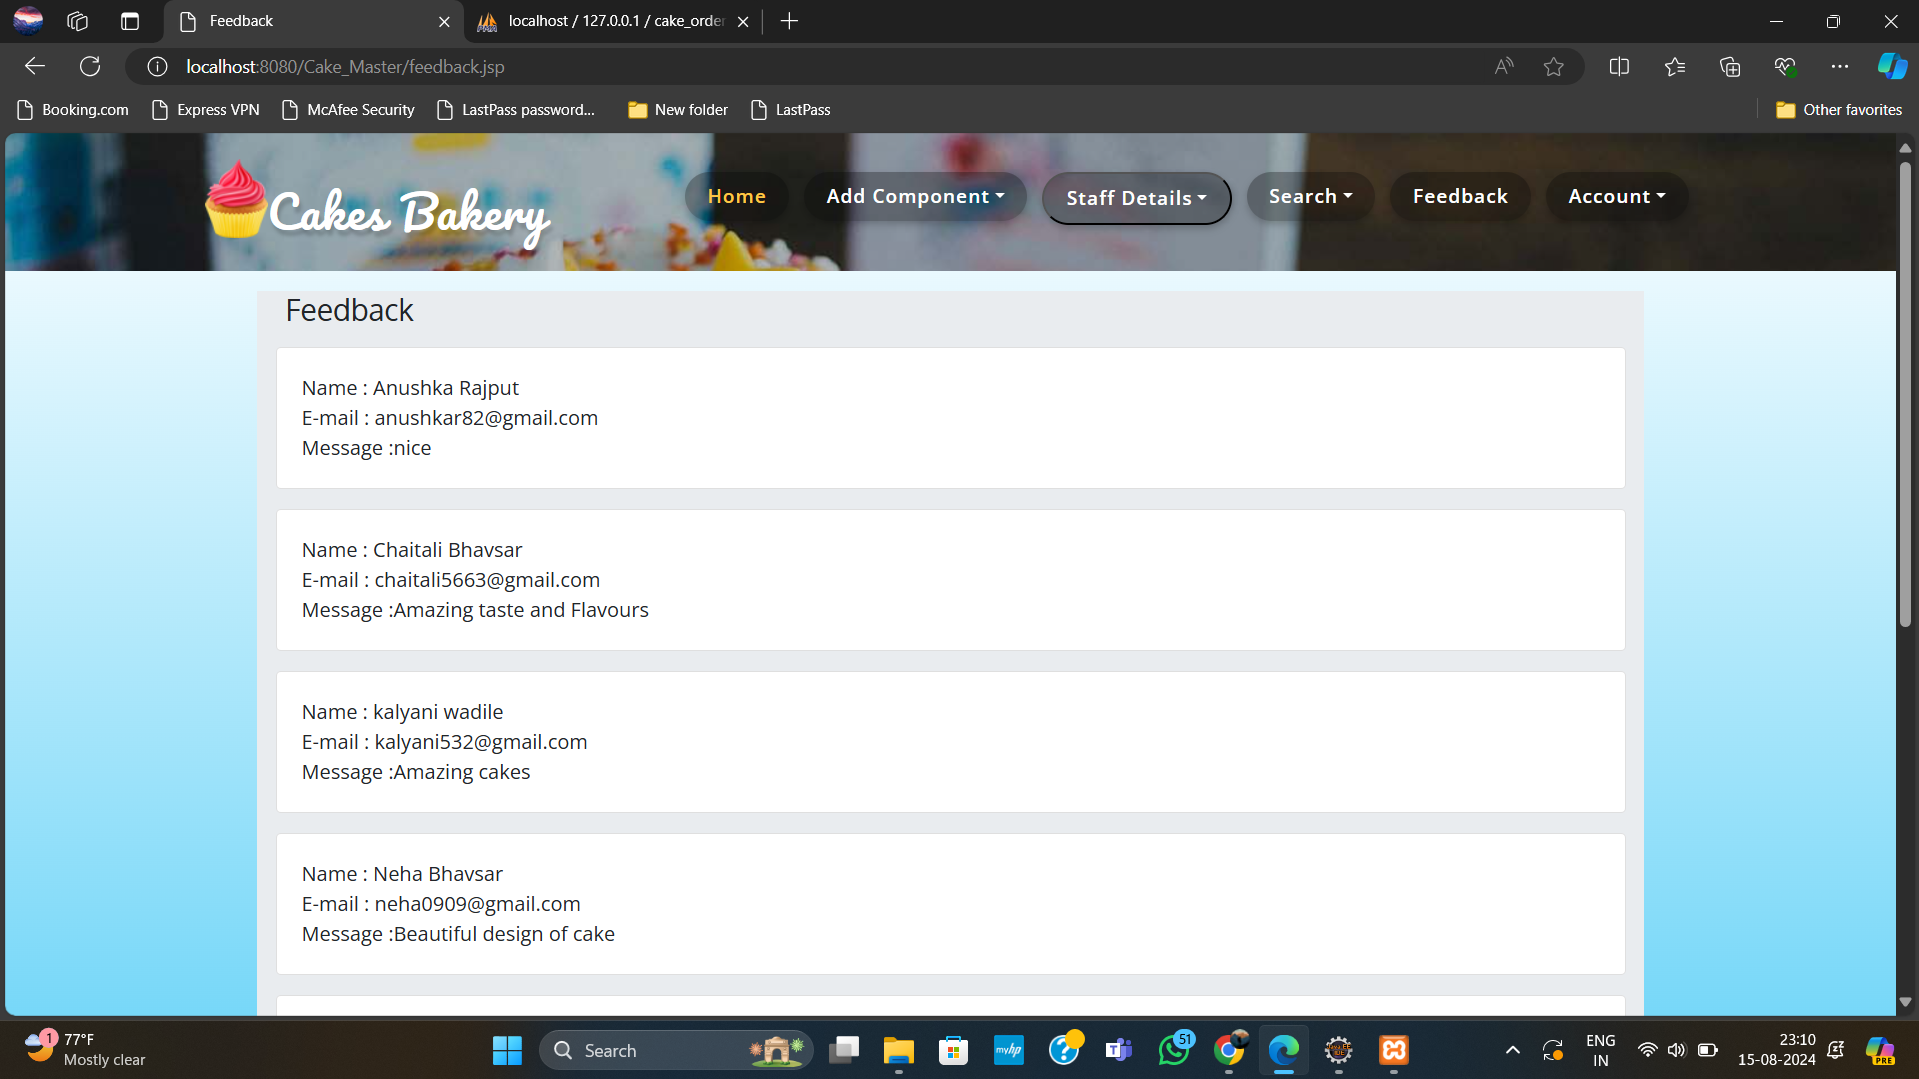 Feedback
localhost / 127.0.0.1 / cake_order
localhost:8080/Cake_Master/feedback.jsp
Booking.com
Express VPN
McAfee Security
LastPass password...
New folder
LastPass
Other favorites
Cakes Bakery
Home
Add Component
Staff Details
Search
Feedback
Account
Feedback
Name : Anushka Rajput
E-mail : anushkar82@gmail.com
Message :nice
Name : Chaitali Bhavsar
E-mail : chaitali5663@gmail.com
Message :Amazing taste and Flavours
Name : kalyani wadile
E-mail : kalyani532@gmail.com
Message :Amazing cakes
Name : Neha Bhavsar
E-mail : neha0909@gmail.com
Message :Beautiful design of cake
1
77°F
Mostly clear
Search
myhp
51
ENG
IN
23:10
15-08-2024
PRE